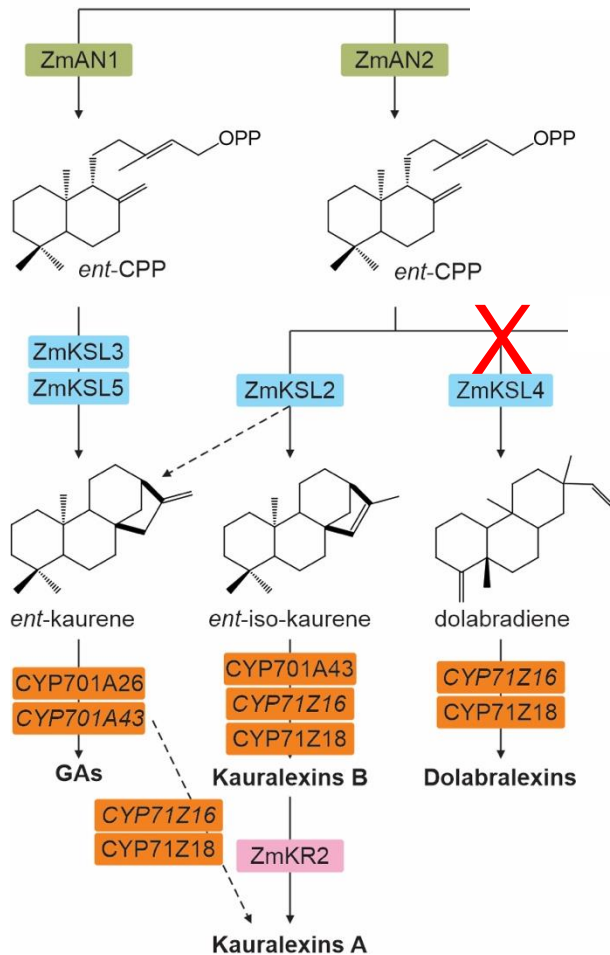 ZmAN1
ZmAN2
OPP
OPP
ent-CPP
ent-CPP
ZmKSL3
ZmKSL5
ZmKSL2
ZmKSL4
ent-kaurene
ent-iso-kaurene
dolabradiene
CYP701A26
CYP701A43
CYP701A43
CYP71Z16
CYP71Z18
CYP71Z16
CYP71Z18
GAs
Kauralexins B
Dolabralexins
CYP71Z16
CYP71Z18
ZmKR2
Kauralexins A